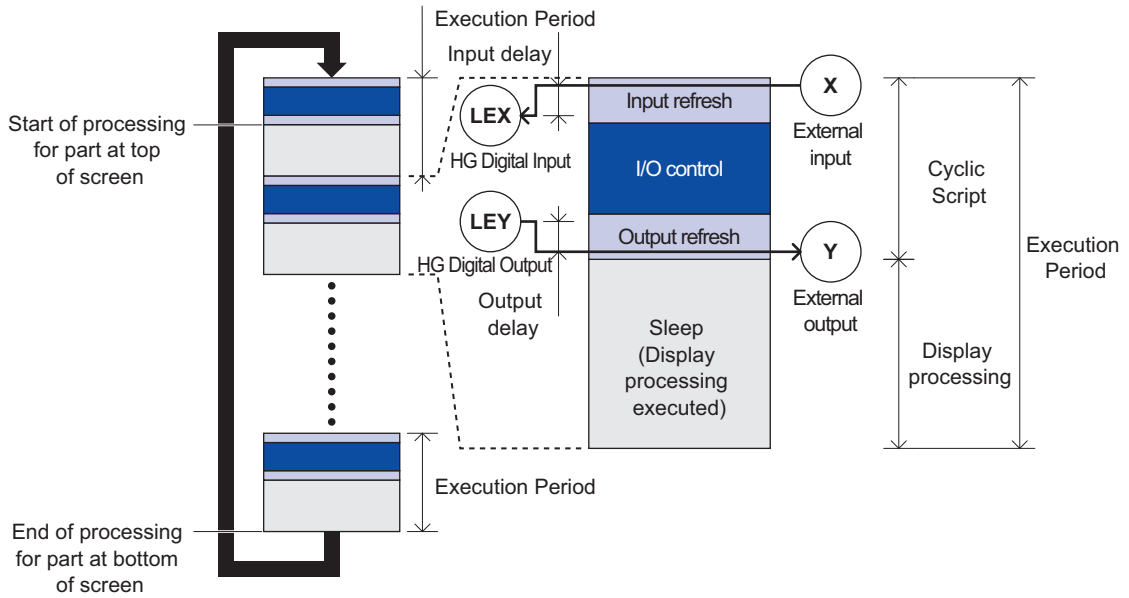 Execution Period
Input delay
Start of processing
for part at top
of screen
LEX
HG Digital Input
Input refresh
X
External
input
I/O control
Cyclic
Script
LEY
HG Digital Output
Output refresh
Y
External
output
Execution
Period
Output
delay
Sleep
(Display
processing
executed)
Display
processing
Execution Period
End of processing
for part at bottom
of screen